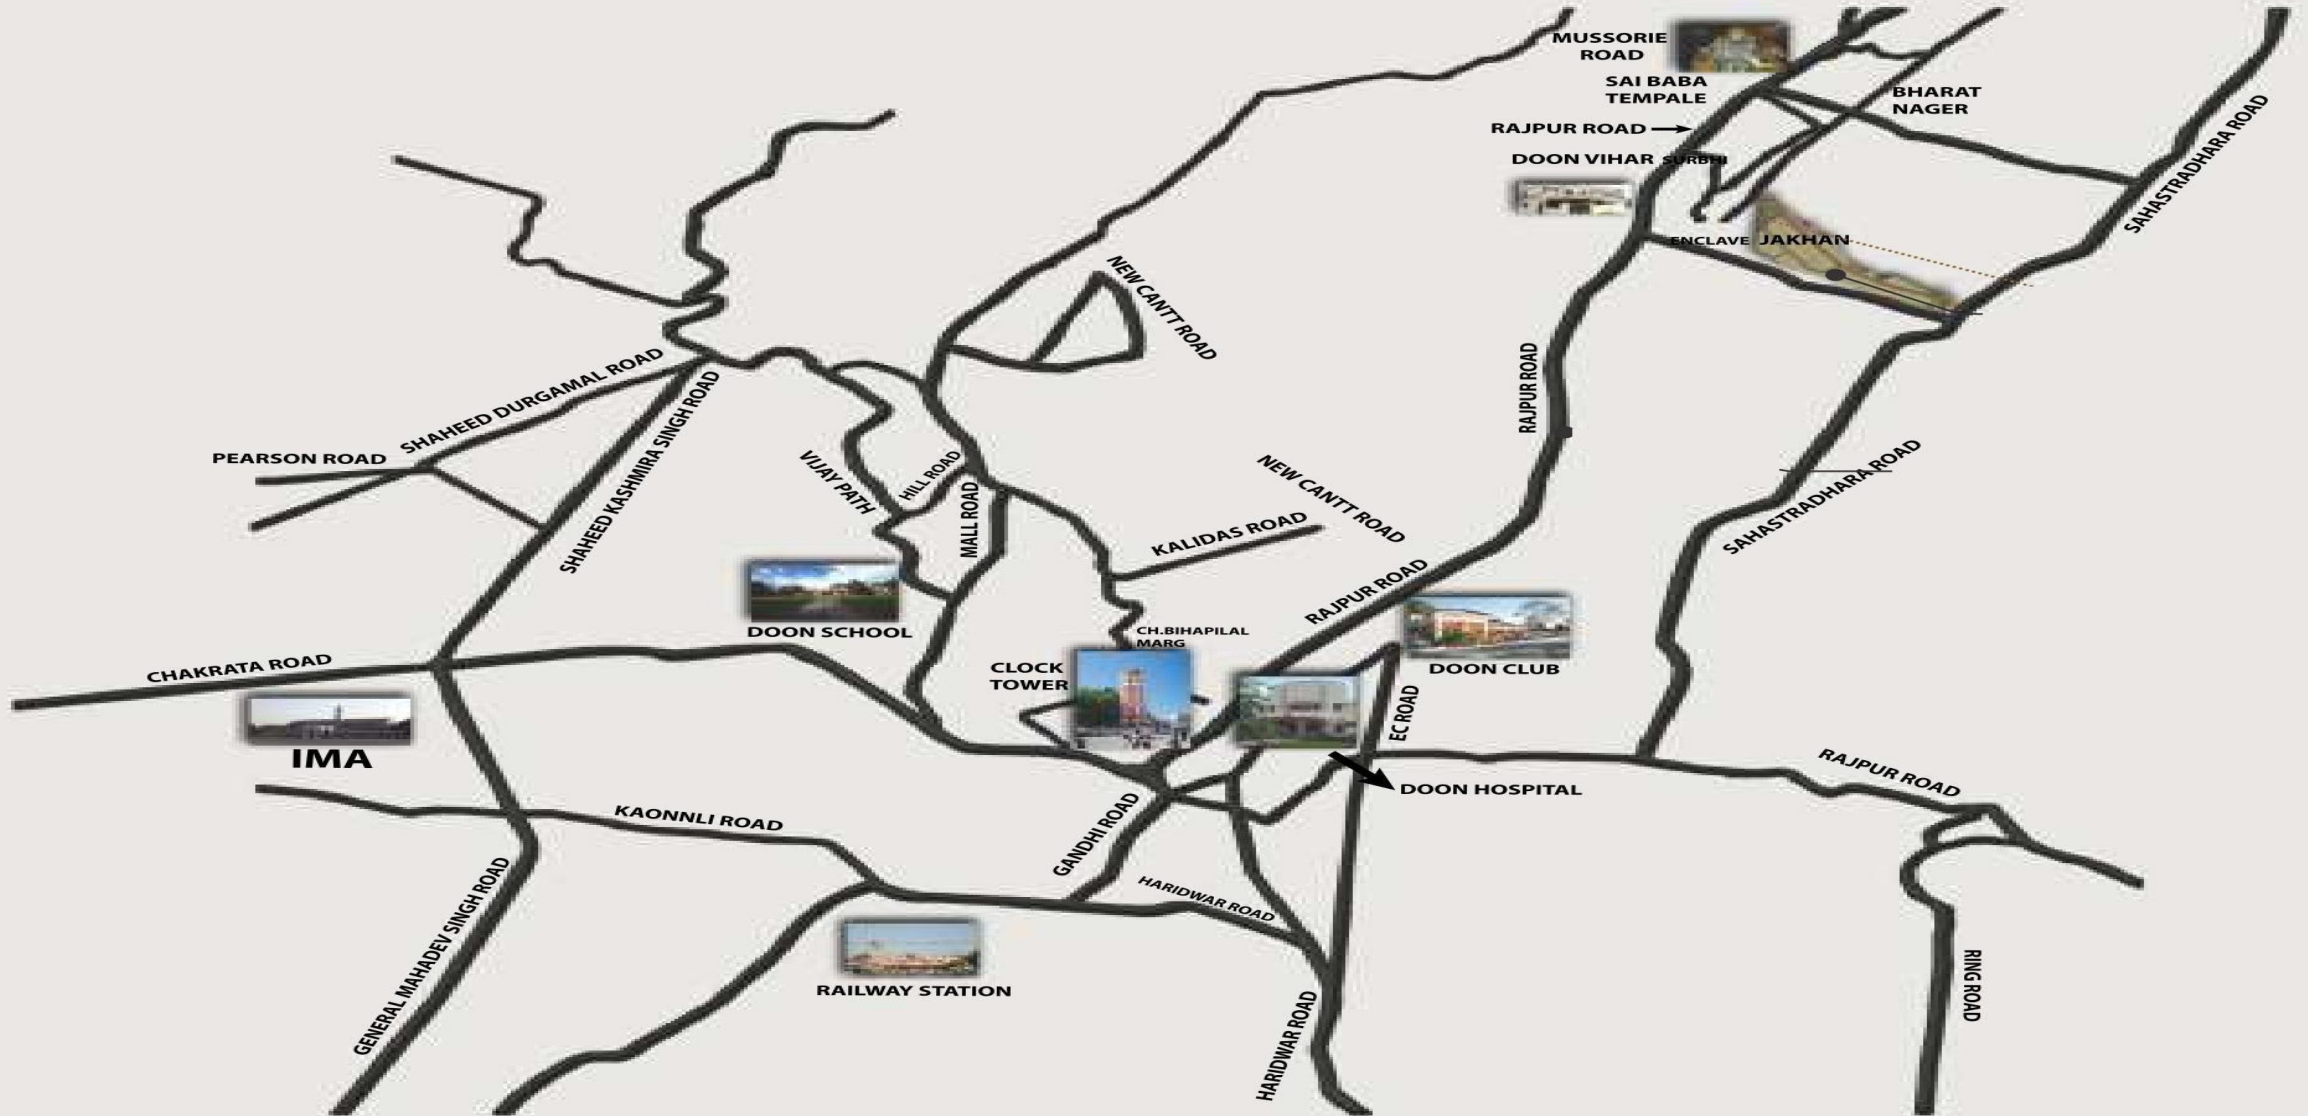 MUSSORIE
ROAD
SAI BABA
TEMPALE
BHARAT
NAGER
RAJPUR ROAD
SAHASTRADHARA ROAD
DOON VIHAR SURBHI
ENCLAVE JAKHAN
NEW CANTT ROAD
RAJPUR ROAD
SHAHEED DURGAMAL ROAD
SHAHEED KASHMIRA SINGH ROAD
PEARSON ROAD
VIJAY PATH
HILL ROAD
MALL ROAD
NEW CANTT ROAD
KALIDAS ROAD
SAHASTRADHARA ROAD
RAJPUR ROAD
DOON SCHOOL
CH.BIHAPILAL
MARG
CLOCK
TOWER
DOON CLUB
CHAKRATA ROAD
EC ROAD
IMA
RAJPUR ROAD
DOON HOSPITAL
KAONNLI ROAD
GANDHI ROAD
HARIDWAR ROAD
GENERAL MAHADEV SINGH ROAD
RAILWAY STATION
RING ROAD
HARIDWAR ROAD